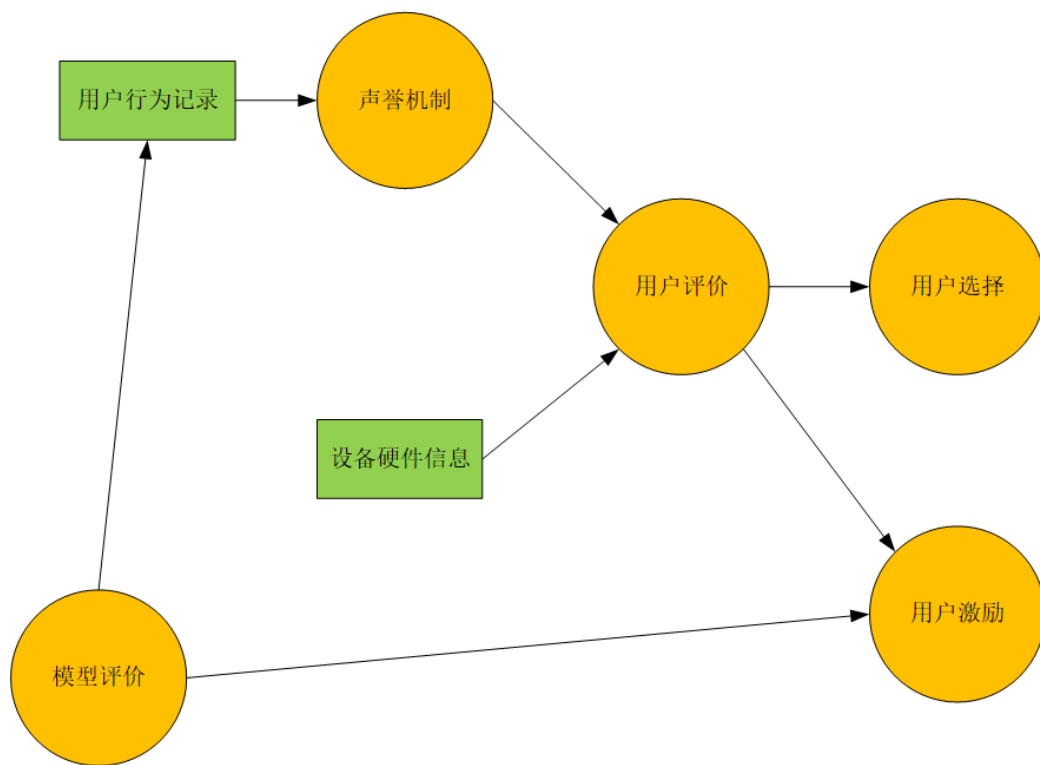 用户行为记录
声誉机制
用户评价
用户选择
设备硬件信息
用户激励
模型评价